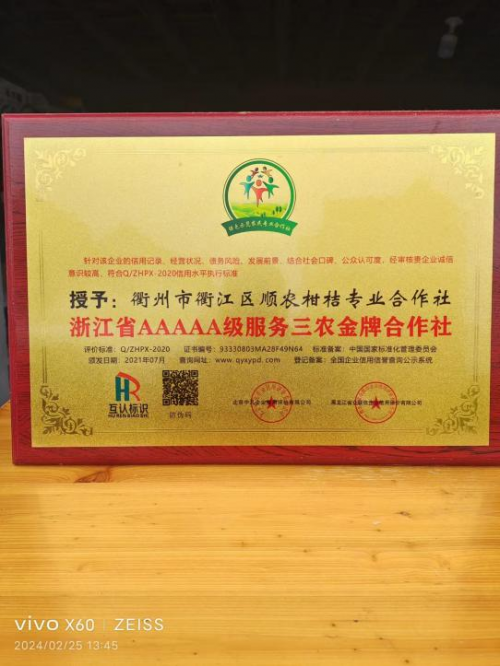 针对该企业的信用记录、经营状况、债务风险、发展前景、结合社会口碑、公众认可度、经审核贵企业诚信
意识较高、符合Q/ZHPX-2020信用水平执行标准
授予：衢州市衢江区顺农柑桔专业合作社
浙江省AAAAA级服务三农金牌合作社
评价标准：Q/ZHPX-2020 证书编号：93330803MA28F49N64 标准备案：中国国家标准化管理委员会
颁发日期：2021年07月 查询网址：www.qysypd.com 登记备案：全国企业信用信誉查询公示系统
HR
互认标识
HU REN BIAO SHI
识伪码
vivo X60 | ZEISS
2024/02/25 13:45